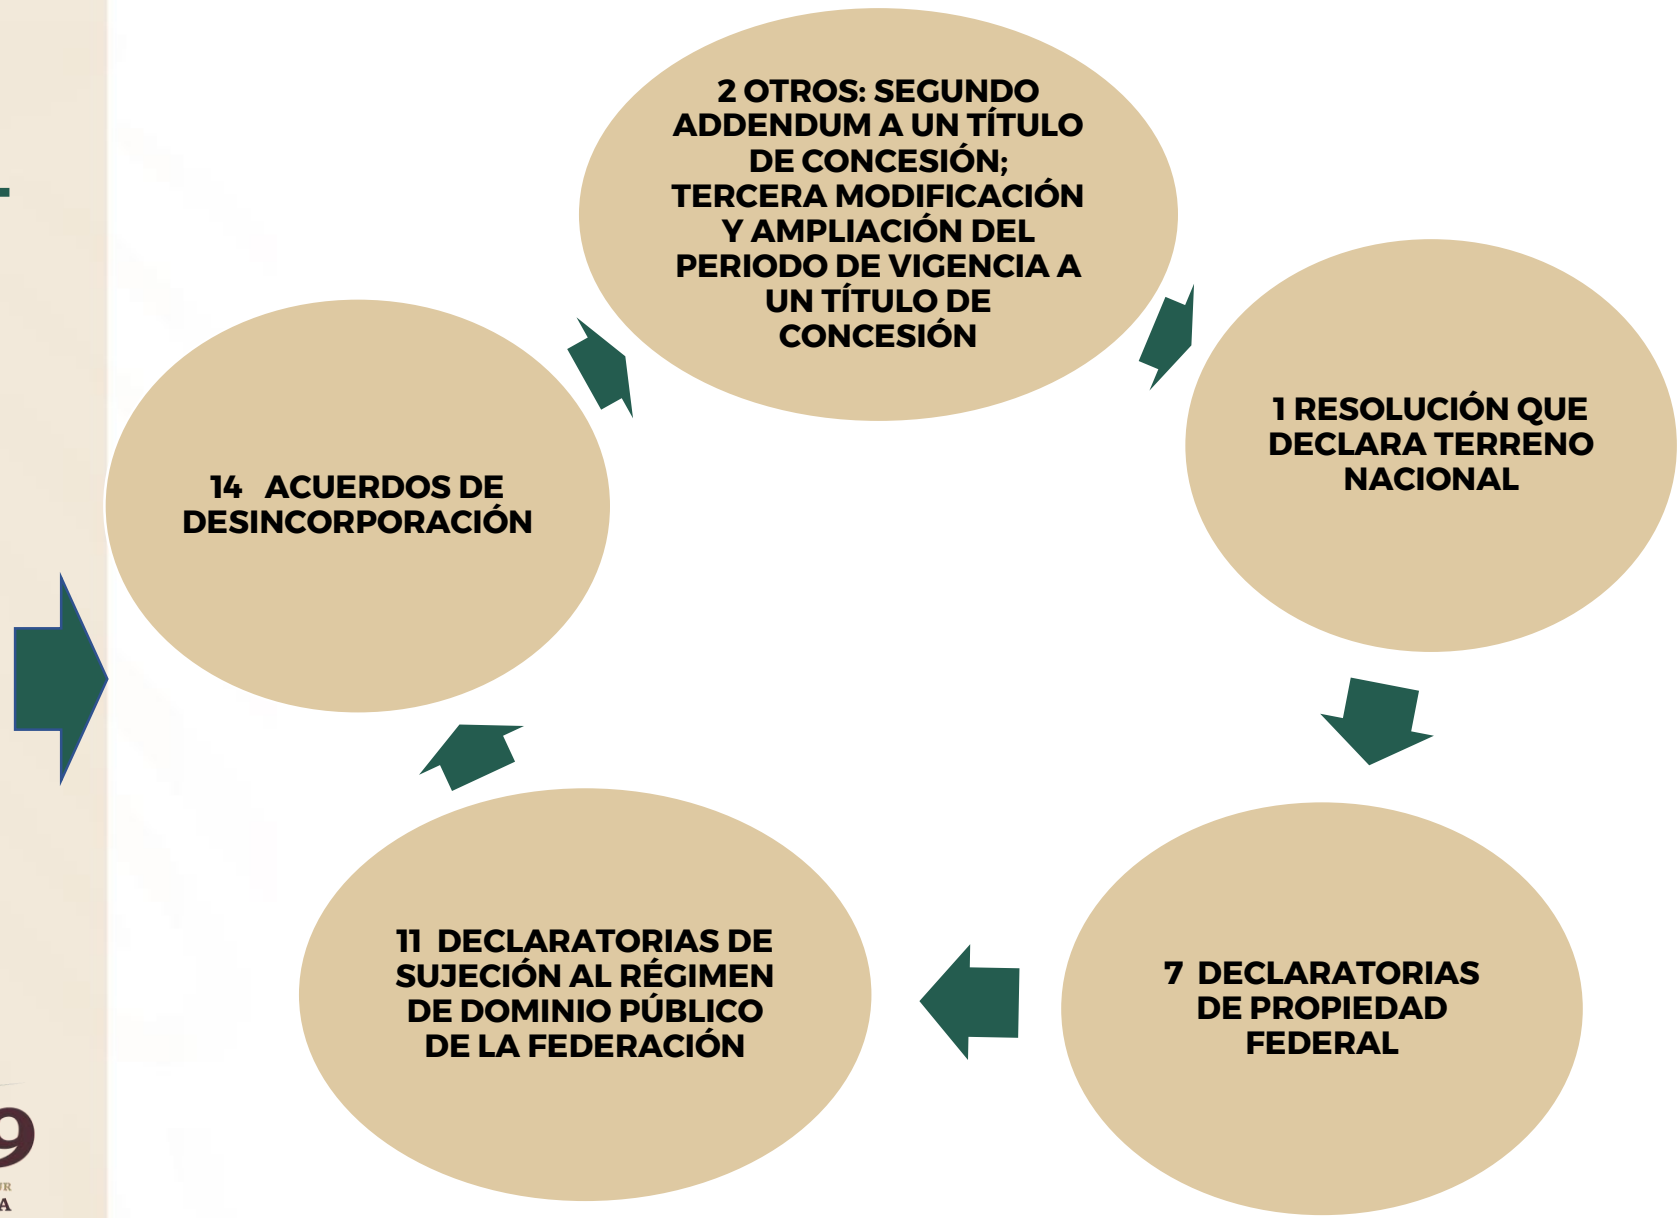 2 OTROS: SEGUNDO
ADDENDUM A UN TÍTULO
DE CONCESIÓN;
TERCERA MODIFICACIÓN
Y AMPLIACIÓN DEL
PERIODO DE VIGENCIA A
UN TÍTULO DE
CONCESIÓN
1 RESOLUCIÓN QUE
DECLARA TERRENO
NACIONAL
14 ACUERDOS DE
DESINCORPORACIÓN
11 DECLARATORIAS DE
SUJECIÓN AL RÉGIMEN
DE DOMINIO PÚBLICO
DE LA FEDERACIÓN
7 DECLARATORIAS
DE PROPIEDAD
FEDERAL
9
UR
A